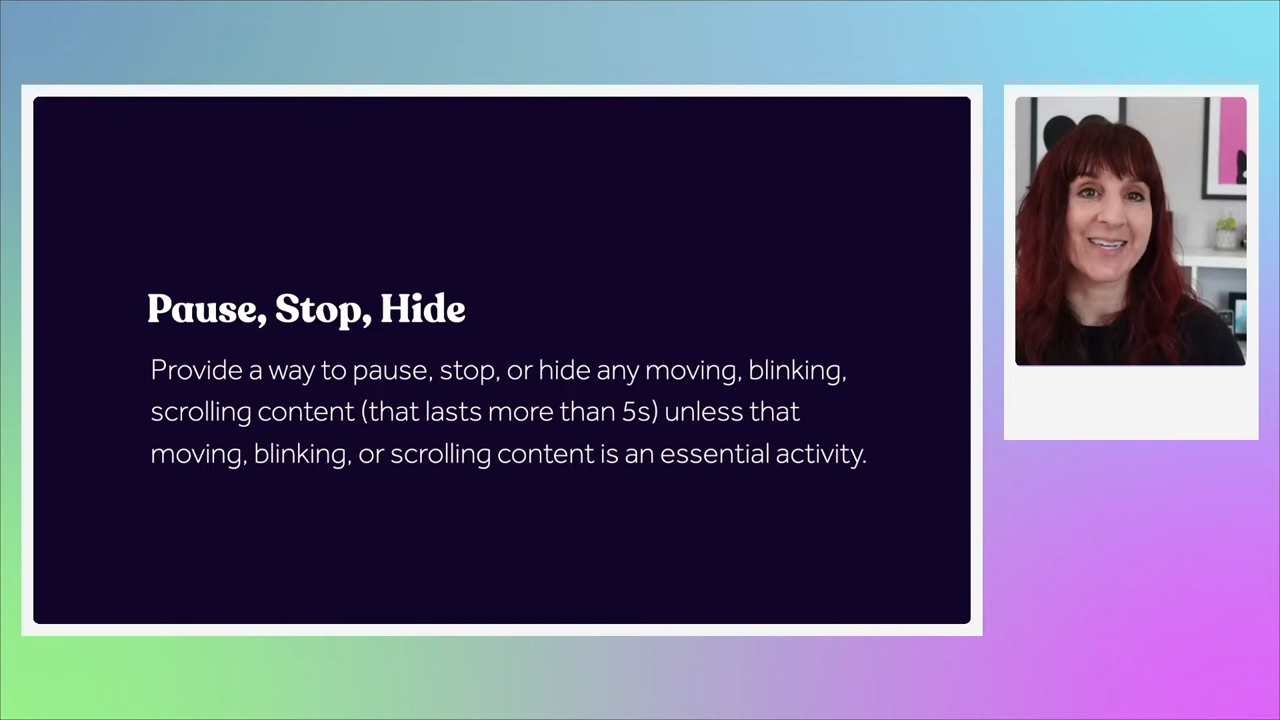 Pause, Stop, Hide
Provide a way to pause, stop, or hide any moving, blinking,
scrolling content (that lasts more than 5s) unless that
moving, blinking, or scrolling content is an essential activity.